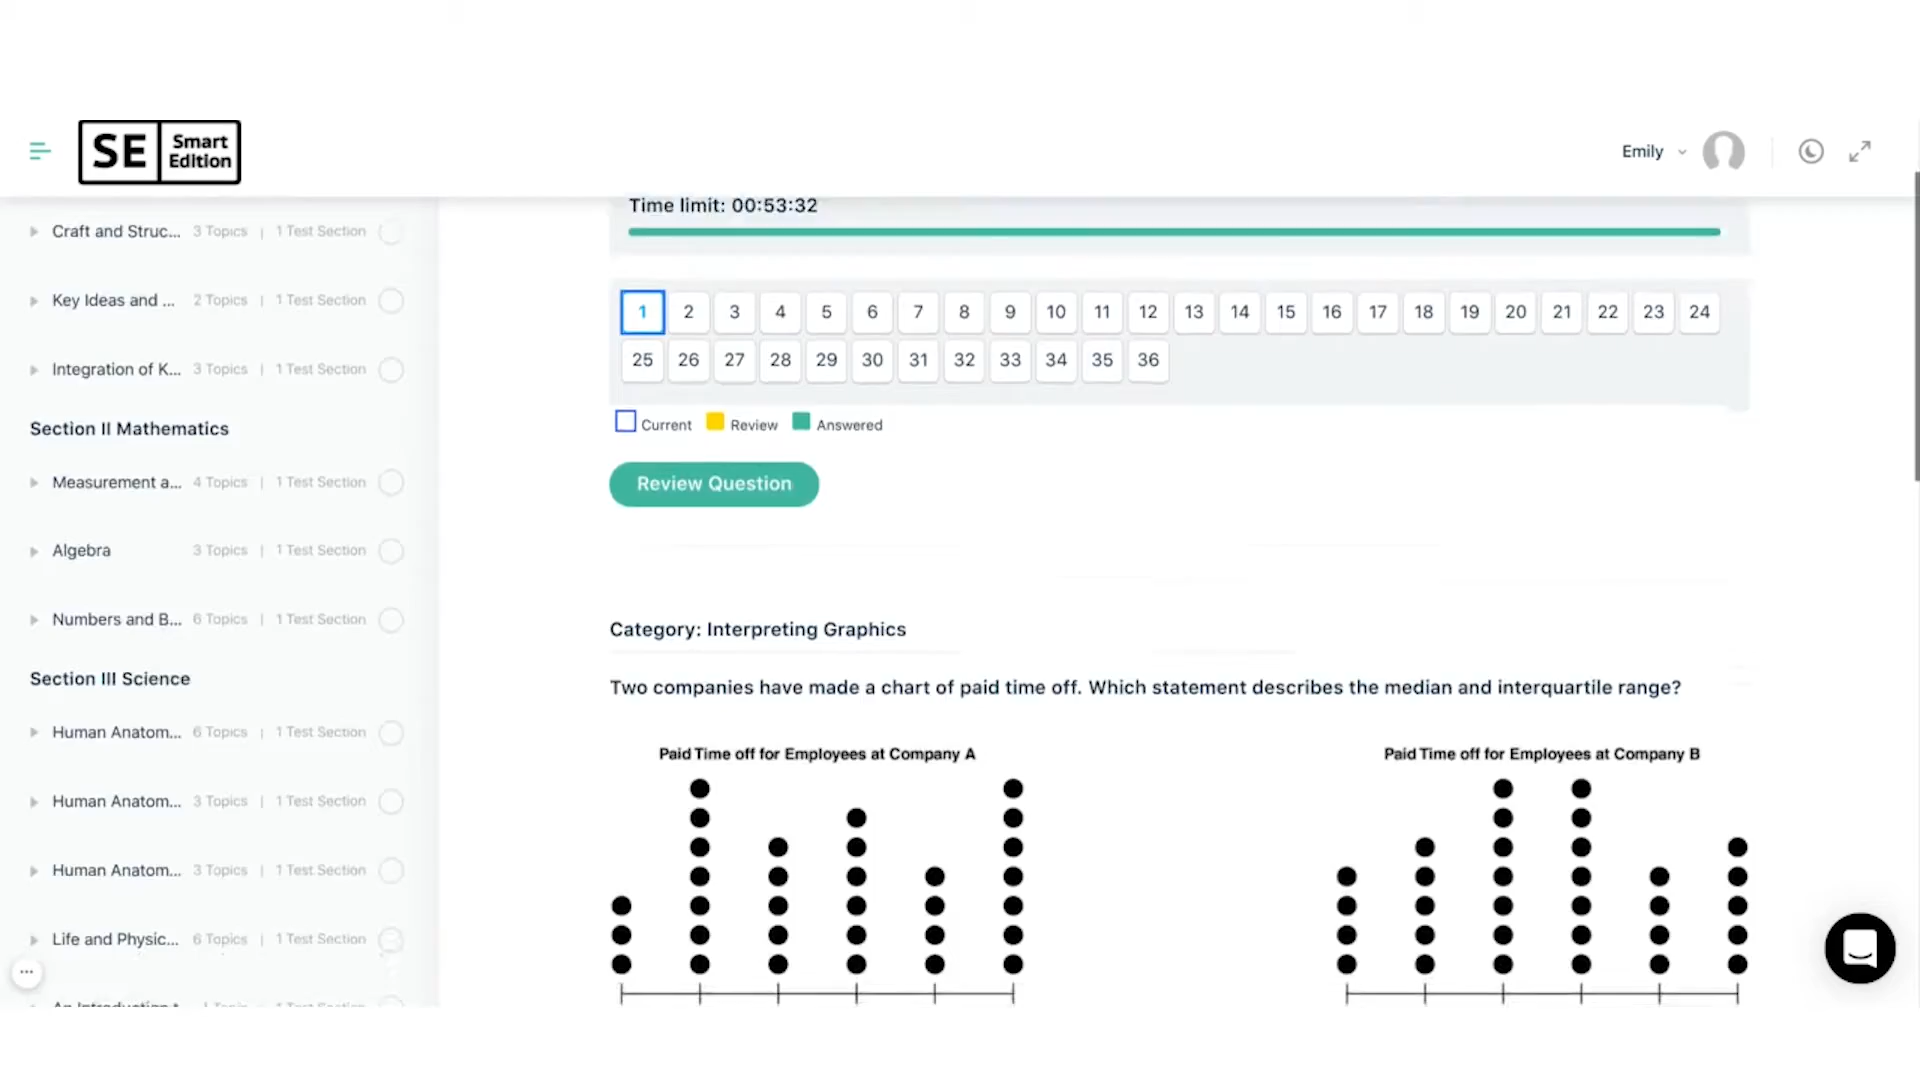 SE Smart Edition
Emily
Time limit: 00:53:32
Craft and Struc... 3 Topics | 1 Test Section
Key Ideas and ... 2 Topics | 1 Test Section
Integration of K... 3 Topics | 1 Test Section
Section II Mathematics
Measurement a... 4 Topics | 1 Test Section
Algebra 3 Topics | 1 Test Section
Numbers and B... 6 Topics | 1 Test Section
Section III Science
Human Anatom... 6 Topics | 1 Test Section
Human Anatom... 3 Topics | 1 Test Section
Human Anatom... 3 Topics | 1 Test Section
Life and Physic... 6 Topics | 1 Test Section
1 2 3 4 5 6 7 8 9 10 11 12 13 14 15 16 17 18 19 20 21 22 23 24
25 26 27 28 29 30 31 32 33 34 35 36
Current Review Answered
Review Question
Category: Interpreting Graphics
Two companies have made a chart of paid time off. Which statement describes the median and interquartile range?
Paid Time off for Employees at Company A
Paid Time off for Employees at Company B